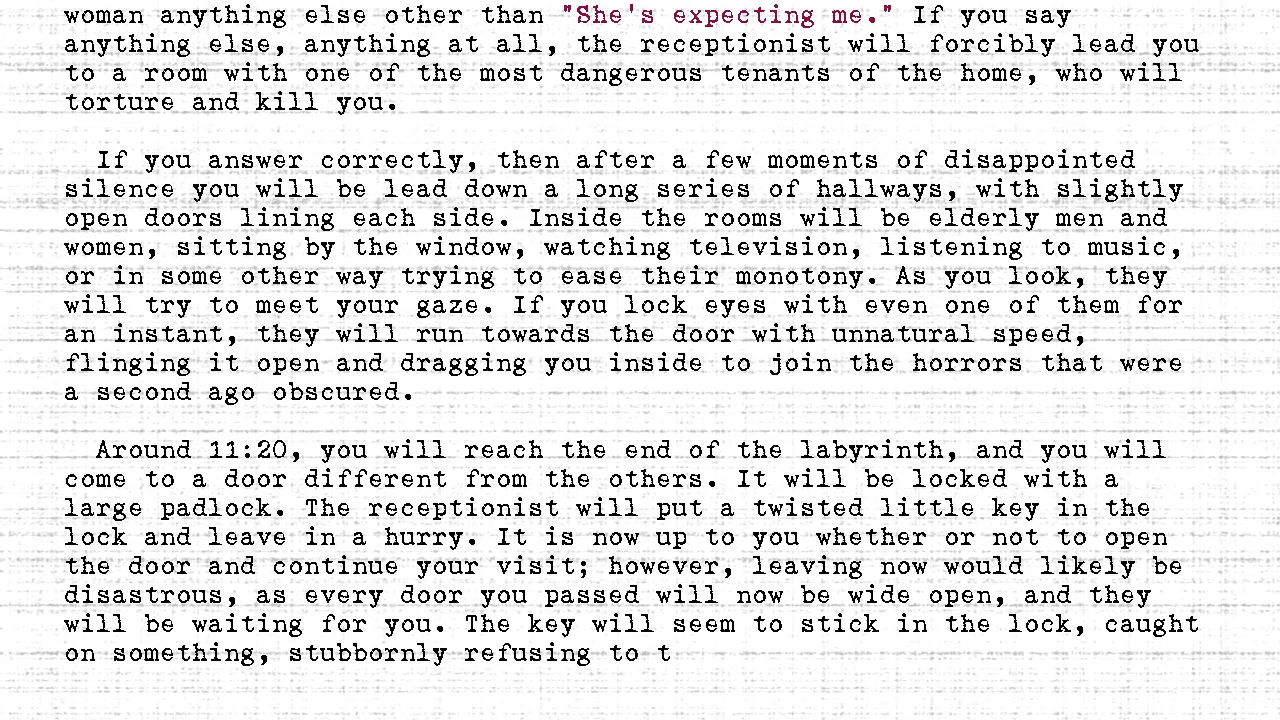 woman anything else other than "She's expecting me." If you say
anything else, anything at all, the receptionist will forcibly lead you
to a room with one of the most dangerous tenants of the home, who will
torture and kill you.
If you answer correctly, then after a few moments of disappointed
silence you will be lead down a long series of hallways, with slightly
open doors lining each side. Inside the rooms will be elderly men and
women, sitting by the window, watching television, listening to music,
or in some other way trying to ease their monotony. As you look, they
will try to meet your gaze. If you lock eyes with even one of them for
an instant, they will run towards the door with unnatural speed,
flinging it open and dragging you inside to join the horrors that were
a second ago obscured.
Around 11:20, you will reach the end of the labyrinth, and you will
come to a door different from the others. It will be locked with a
large padlock. The receptionist will put a twisted little key in the
lock and leave in a hurry. It is now up to you whether or not to open
the door and continue your visit; however, leaving now would likely be
disastrous, as every door you passed will now be wide open, and they
will be waiting for you. The key will seem to stick in the lock, caught
on something, stubbornly refusing to t